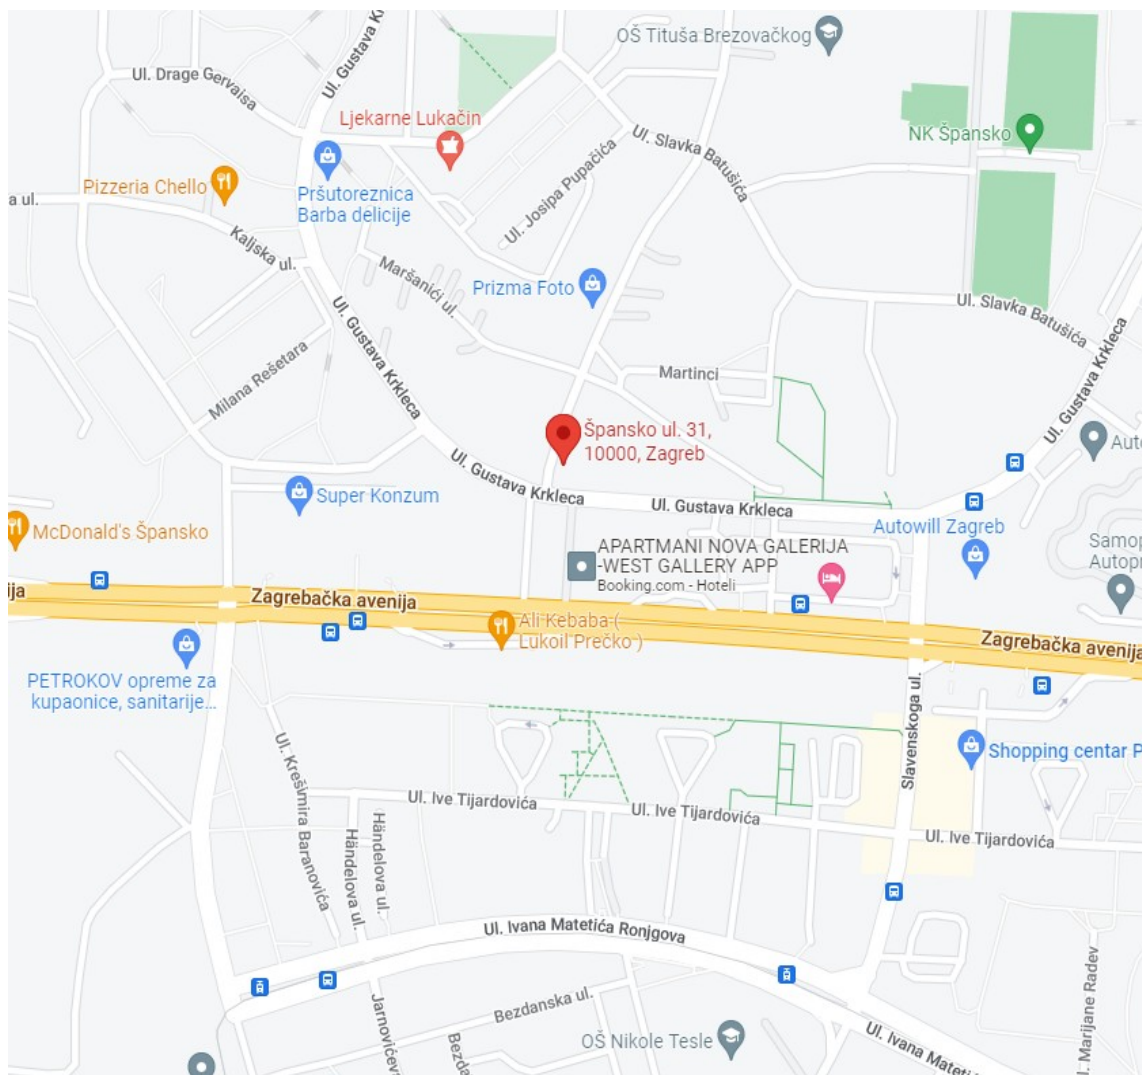 OŠ Tituša Brezovačkog
Ul. Gustava K
Ul. Drage Gervaisa
Ljekarne Lukačin
NK Špansko
Ul. Slavka Batušića
Pizzeria Chello
Pršutoreznica
Barba delicije
Ul. Josipa Pupačića
a ul.
Kaljska ul.
Maršanići ul.
Prizma Foto
Ul. Slavka Batušića
Ul. Gustava Krkleca
Ul. Gustava Krkleca
Milana Rešetara
Martinci
Špansko ul. 31,
10000, Zagreb
Auto
Ul. Gustava Krkleca
Super Konzum
Ul. Gustava Krkleca
McDonald's Špansko
Autowill Zagreb
APARTMANI NOVA GALERIJA
-WEST GALLERY APP
Booking.com - Hoteli
Samop
Autopr
ija
Zagrebačka avenija
Ali Kebaba (
Lukoil Prečko )
Zagrebačka avenija
PETROKOV opreme za
kupaonice, sanitarije...
Slavenskoga ul.
Shopping centar P
Ul. Krešimira Baranovića
Ul. Ive Tijardovića
Ul. Ive Tijardovića
Ul. Ive Tijardovića
Händelova ul.
Händelova ul.
Ul. Ivana Matetića Ronjgova
Ul. Marijane Radev
Jarnovićeva
Bezdanska ul.
OŠ Nikole Tesle
Bezda
Ul. Ivana Matetić